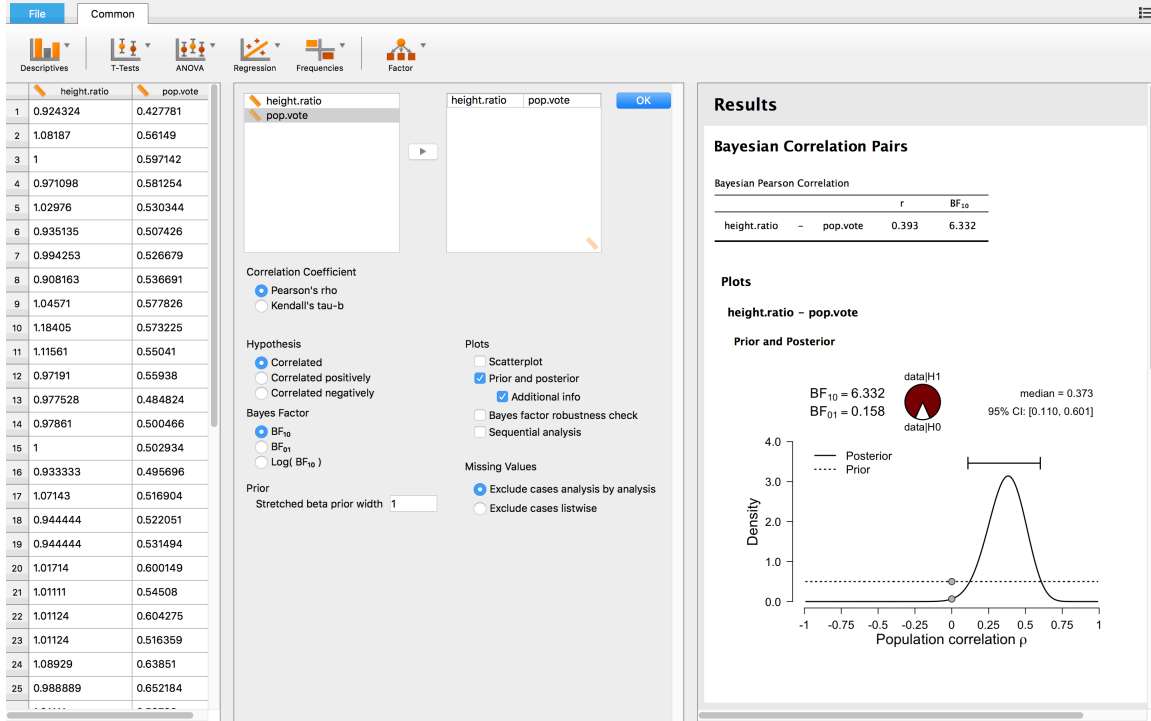 File Common
Descriptives T-Tests ANOVA Regression Frequencies Factor
height.ratio pop.vote
1 0.924324 0.427781
2 1.08187 0.56149
3 1 0.597142
4 0.971098 0.581254
5 1.02976 0.530344
6 0.935135 0.507426
7 0.994253 0.526679
8 0.908163 0.536691
9 1.04571 0.577826
10 1.18405 0.573225
11 1.11561 0.55041
12 0.97191 0.55938
13 0.977528 0.484824
14 0.97861 0.500466
15 1 0.502934
16 0.933333 0.495696
17 1.07143 0.516904
18 0.944444 0.522051
19 0.944444 0.531494
20 1.01714 0.600149
21 1.01111 0.54508
22 1.01124 0.604275
23 1.01124 0.516359
24 1.08929 0.63851
25 0.988889 0.652184
height.ratio
pop.vote
height.ratio pop.vote
OK
Correlation Coefficient
Pearson's rho
Kendall's tau-b
Hypothesis
Correlated
Correlated positively
Correlated negatively
Bayes Factor
BF₁₀
BF₀₁
Log( BF₁₀ )
Prior
Stretched beta prior width 1
Plots
Scatterplot
Prior and posterior
Additional info
Bayes factor robustness check
Sequential analysis
Missing Values
Exclude cases analysis by analysis
Exclude cases listwise
Results
Bayesian Correlation Pairs
Bayesian Pearson Correlation
r BF₁₀
height.ratio – pop.vote 0.393 6.332
Plots
height.ratio – pop.vote
Prior and Posterior
data|H1
BF₁₀ = 6.332
BF₀₁ = 0.158
data|H0
median = 0.373
95% CI: [0.110, 0.601]
Posterior
Prior
Density
4.0
3.0
2.0
1.0
0.0
-1 -0.75 -0.5 -0.25 0 0.25 0.5 0.75 1
Population correlation ρ